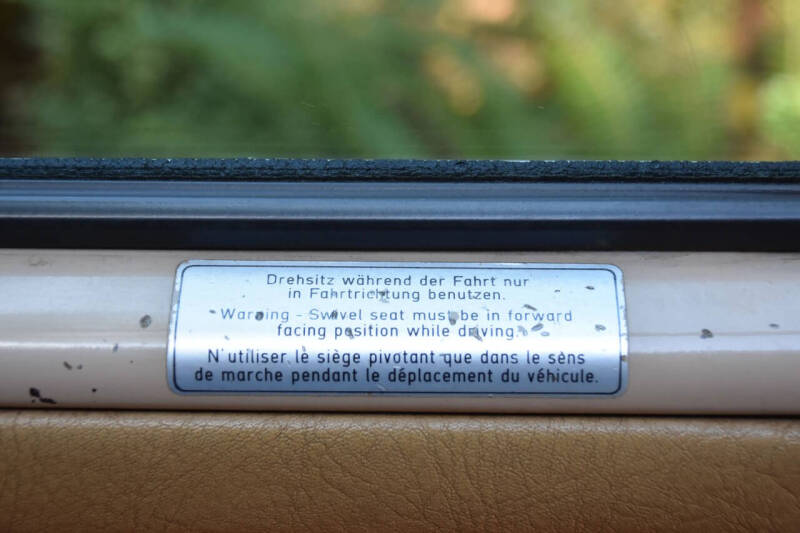 Drehsitz während der Fahrt nur
in Fahrtrichtung benutzen.
Warning - Swivel seat must be in forward
facing position while driving.
N'utiliser le siège pivotant que dans le sens
de marche pendant le déplacement du véhicule.